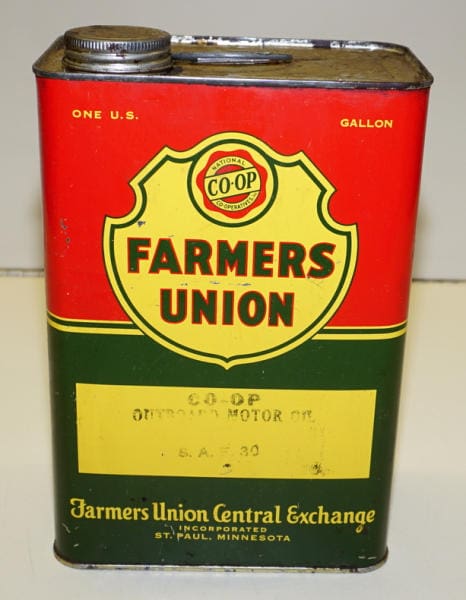 ONE U.S. GALLON
NATIONAL
CO-OP
CO-OPERATIVES
FARMERS
UNION
CO-OP
OUTBOARD MOTOR OIL
S. A. E. 30
Farmers Union Central Exchange
INCORPORATED
ST. PAUL, MINNESOTA